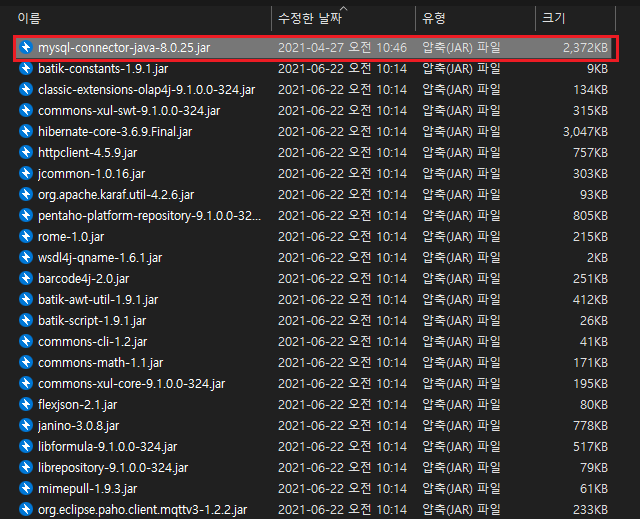 이름 수정한 날짜 유형 크기
mysql-connector-java-8.0.25.jar 2021-04-27 오전 10:46 압축(JAR) 파일 2,372KB
batik-constants-1.9.1.jar 2021-06-22 오전 10:14 압축(JAR) 파일 9KB
classic-extensions-olap4j-9.1.0.0-324.jar 2021-06-22 오전 10:14 압축(JAR) 파일 134KB
commons-xul-swt-9.1.0.0-324.jar 2021-06-22 오전 10:14 압축(JAR) 파일 315KB
hibernate-core-3.6.9.Final.jar 2021-06-22 오전 10:14 압축(JAR) 파일 3,047KB
httpclient-4.5.9.jar 2021-06-22 오전 10:14 압축(JAR) 파일 757KB
jcommon-1.0.16.jar 2021-06-22 오전 10:14 압축(JAR) 파일 303KB
org.apache.karaf.util-4.2.6.jar 2021-06-22 오전 10:14 압축(JAR) 파일 93KB
pentaho-platform-repository-9.1.0.0-32... 2021-06-22 오전 10:14 압축(JAR) 파일 805KB
rome-1.0.jar 2021-06-22 오전 10:14 압축(JAR) 파일 215KB
wsdl4j-qname-1.6.1.jar 2021-06-22 오전 10:14 압축(JAR) 파일 2KB
barcode4j-2.0.jar 2021-06-22 오전 10:14 압축(JAR) 파일 251KB
batik-awt-util-1.9.1.jar 2021-06-22 오전 10:14 압축(JAR) 파일 412KB
batik-script-1.9.1.jar 2021-06-22 오전 10:14 압축(JAR) 파일 26KB
commons-cli-1.2.jar 2021-06-22 오전 10:14 압축(JAR) 파일 41KB
commons-math-1.1.jar 2021-06-22 오전 10:14 압축(JAR) 파일 171KB
commons-xul-core-9.1.0.0-324.jar 2021-06-22 오전 10:14 압축(JAR) 파일 195KB
flexjson-2.1.jar 2021-06-22 오전 10:14 압축(JAR) 파일 80KB
janino-3.0.8.jar 2021-06-22 오전 10:14 압축(JAR) 파일 778KB
libformula-9.1.0.0-324.jar 2021-06-22 오전 10:14 압축(JAR) 파일 517KB
librepository-9.1.0.0-324.jar 2021-06-22 오전 10:14 압축(JAR) 파일 79KB
mimepull-1.9.3.jar 2021-06-22 오전 10:14 압축(JAR) 파일 61KB
org.eclipse.paho.client.mqttv3-1.2.2.jar 2021-06-22 오전 10:14 압축(JAR) 파일 233KB